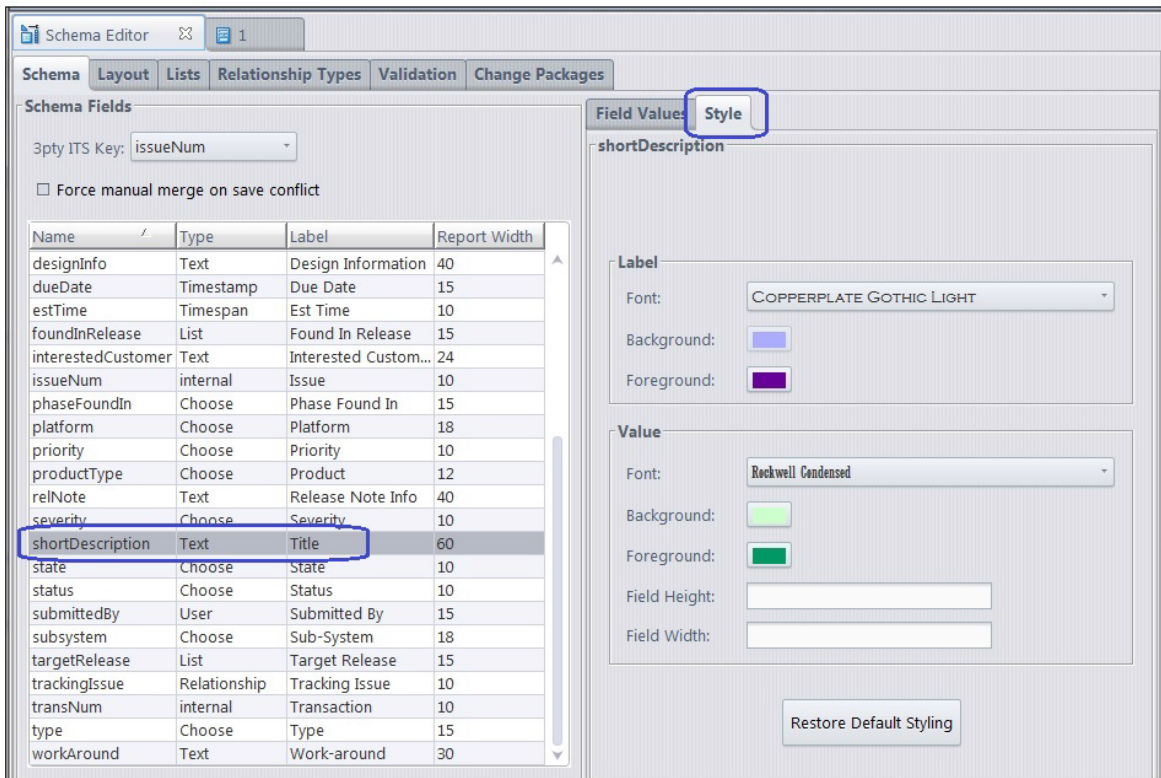 Schema Editor 1
Schema Layout Lists Relationship Types Validation Change Packages
Schema Fields
3pty ITS Key: issueNum
Force manual merge on save conflict
Name Type Label Report Width
designInfo Text Design Information 40
dueDate Timestamp Due Date 15
estTime Timespan Est Time 10
foundInRelease List Found In Release 15
interestedCustomer Text Interested Custom... 24
issueNum internal Issue 10
phaseFoundIn Choose Phase Found In 15
platform Choose Platform 18
priority Choose Priority 10
productType Choose Product 12
relNote Text Release Note Info 40
severity Choose Severity 10
shortDescription Text Title 60
state Choose State 10
status Choose Status 10
submittedBy User Submitted By 15
subsystem Choose Sub-System 18
targetRelease List Target Release 15
trackingIssue Relationship Tracking Issue 10
transNum internal Transaction 10
type Choose Type 15
workAround Text Work-around 30
Field Values Style
shortDescription
Label
Font: Copperplate Gothic Light
Background:
Foreground:
Value
Font: Rockwell Condensed
Background:
Foreground:
Field Height:
Field Width:
Restore Default Styling